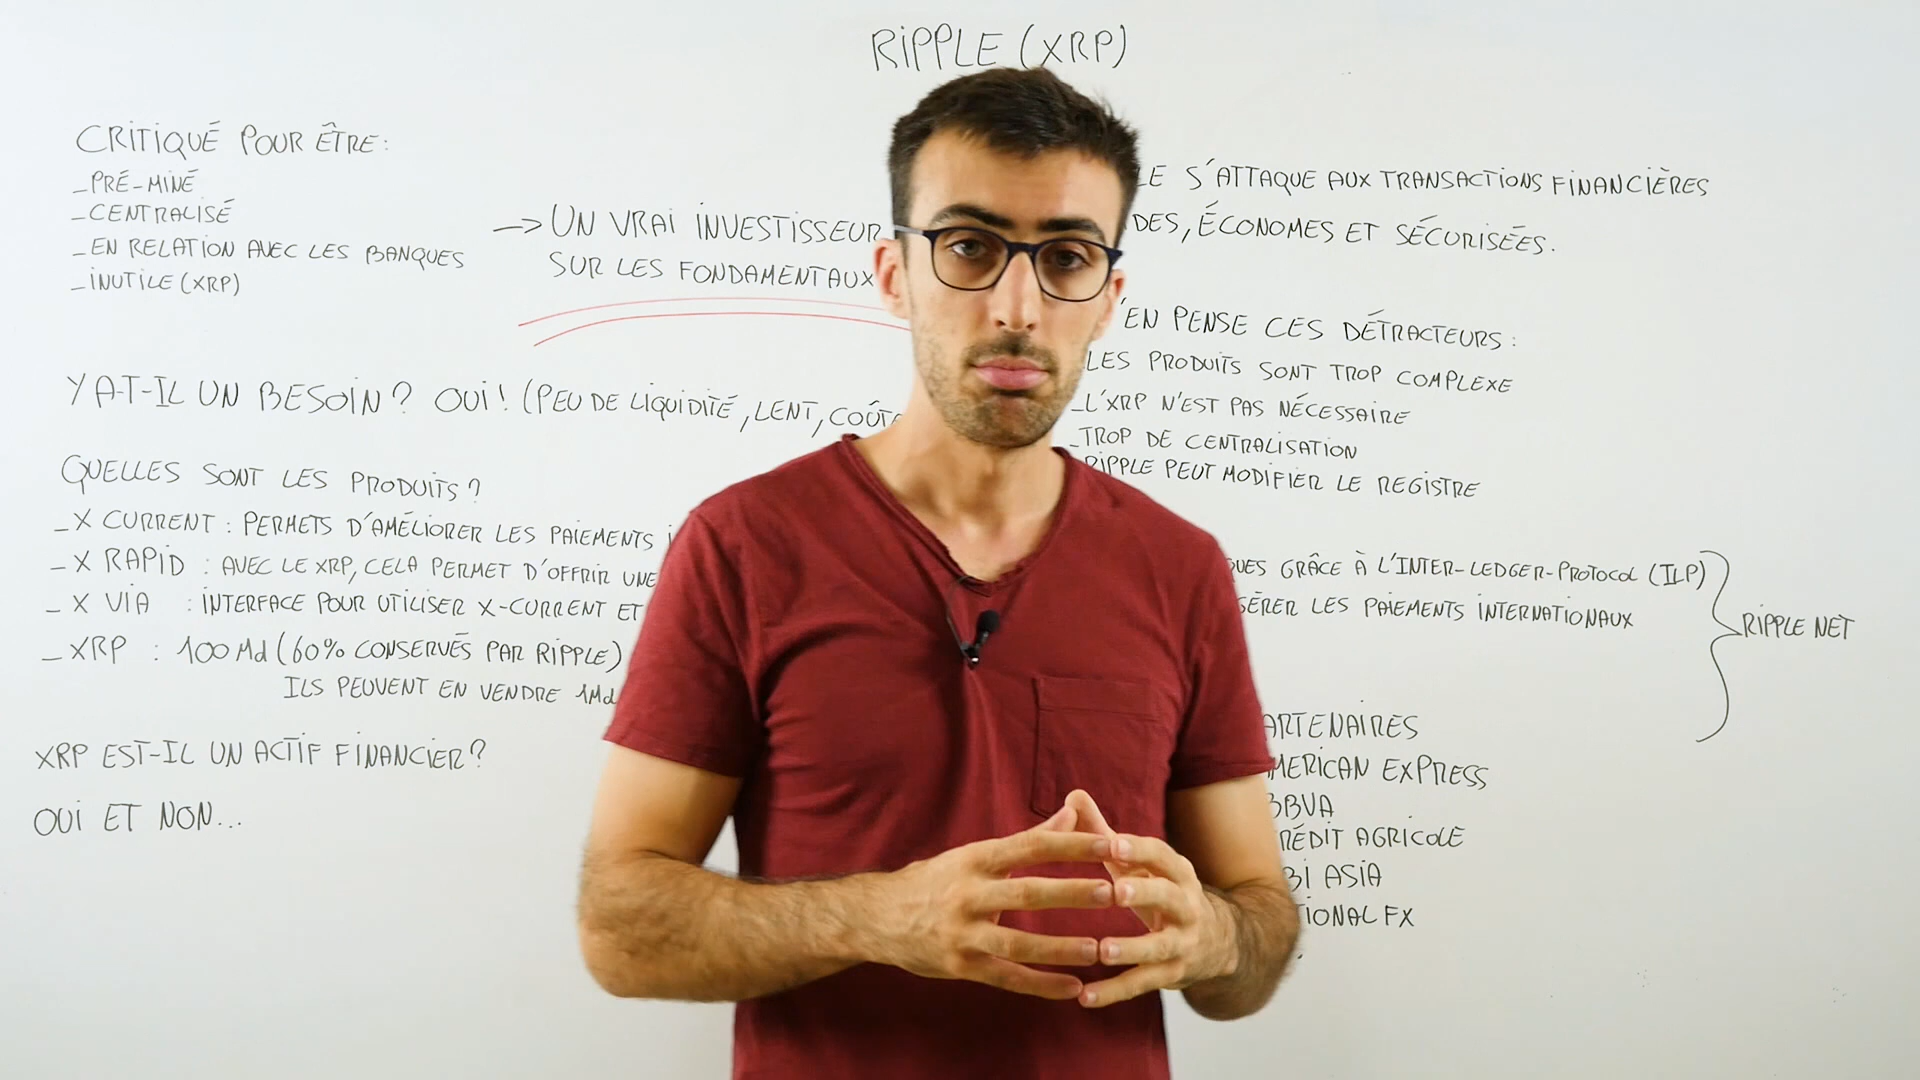 RIPPLE (XRP)
CRITIQUÉ POUR ÊTRE:
_PRÉ-MINÉ
_CENTRALISÉ
_EN RELATION AVEC LES BANQUES
_INUTILE (XRP)
-> UN VRAI INVESTISSEUR
SUR LES FONDAMENTAUX
Y A-T-IL UN BESOIN? OUI! (PEU DE LIQUIDITÉ, LENT,
QUELLES SONT LES PRODUITS?
_X CURRENT : PERMETS D'AMÉLIORER LES PAIEMENTS
_X RAPID : AVEC LE XRP, CELA PERMET D'OFFRIR UNE
_X VIA : INTERFACE POUR UTILISER X-CURRENT ET
_XRP : 100 Md (60% CONSERVÉS PAR RIPPLE)
ILS PEUVENT EN VENDRE 1Md
XRP EST-IL UN ACTIF FINANCIER?
OUI ET NON...
LE S'ATTAQUE AUX TRANSACTIONS FINANCIÈRES
DES, ÉCONOMES ET SÉCURISÉES.
'EN PENSE CES DÉTRACTEURS:
LES PRODUITS SONT TROP COMPLEXE
_L'XRP N'EST PAS NÉCESSAIRE
_TROP DE CENTRALISATION
RIPPLE PEUT MODIFIER LE REGISTRE
UES GRÂCE À L'INTER-LEDGER-PROTOCOL (ILP)
GÉRER LES PAIEMENTS INTERNATIONAUX
RIPPLE NET
ARTENAIRES
MERICAN EXPRESS
BBVA
RÉDIT AGRICOLE
BI ASIA
TIONAL FX